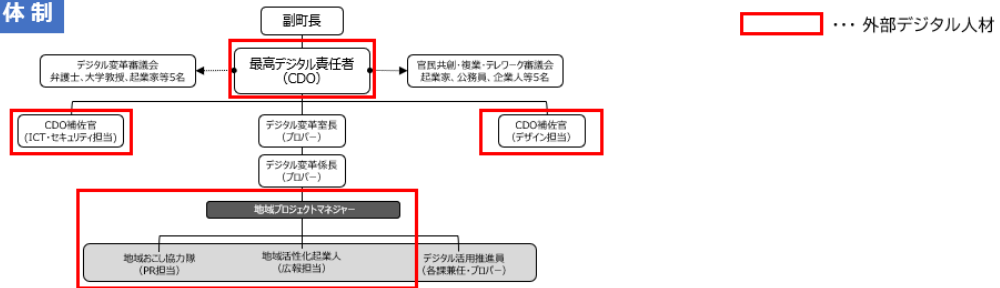 体制
副町長
・・・ 外部デジタル人材
最高デジタル責任者
（CDO）
デジタル変革審議会
弁護士、大学教授、起業家等5名
官民共創・複業・テレワーク審議会
起業家、公務員、企業人等5名
CDO補佐官
(ICT・セキュリティ担当)
デジタル変革室長
(プロパー)
CDO補佐官
(デザイン担当)
デジタル変革係長
(プロパー)
地域プロジェクトマネジャー
地域おこし協力隊
(PR担当)
地域活性化起業人
(広報担当)
デジタル活用推進員
(各課兼任・プロパー)